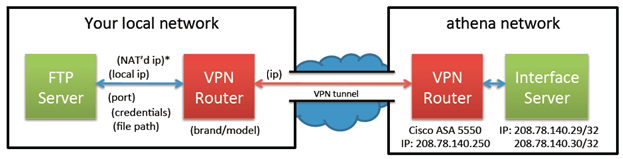 Your local network
athena network
FTP
Server
(NAT'd ip)*
(local ip)
(port)
(credentials)
(file path)
VPN
Router
(brand/model)
(ip)
VPN tunnel
VPN
Router
Cisco ASA 5550
IP: 208.78.140.250
Interface
Server
IP: 208.78.140.29/32
208.78.140.30/32